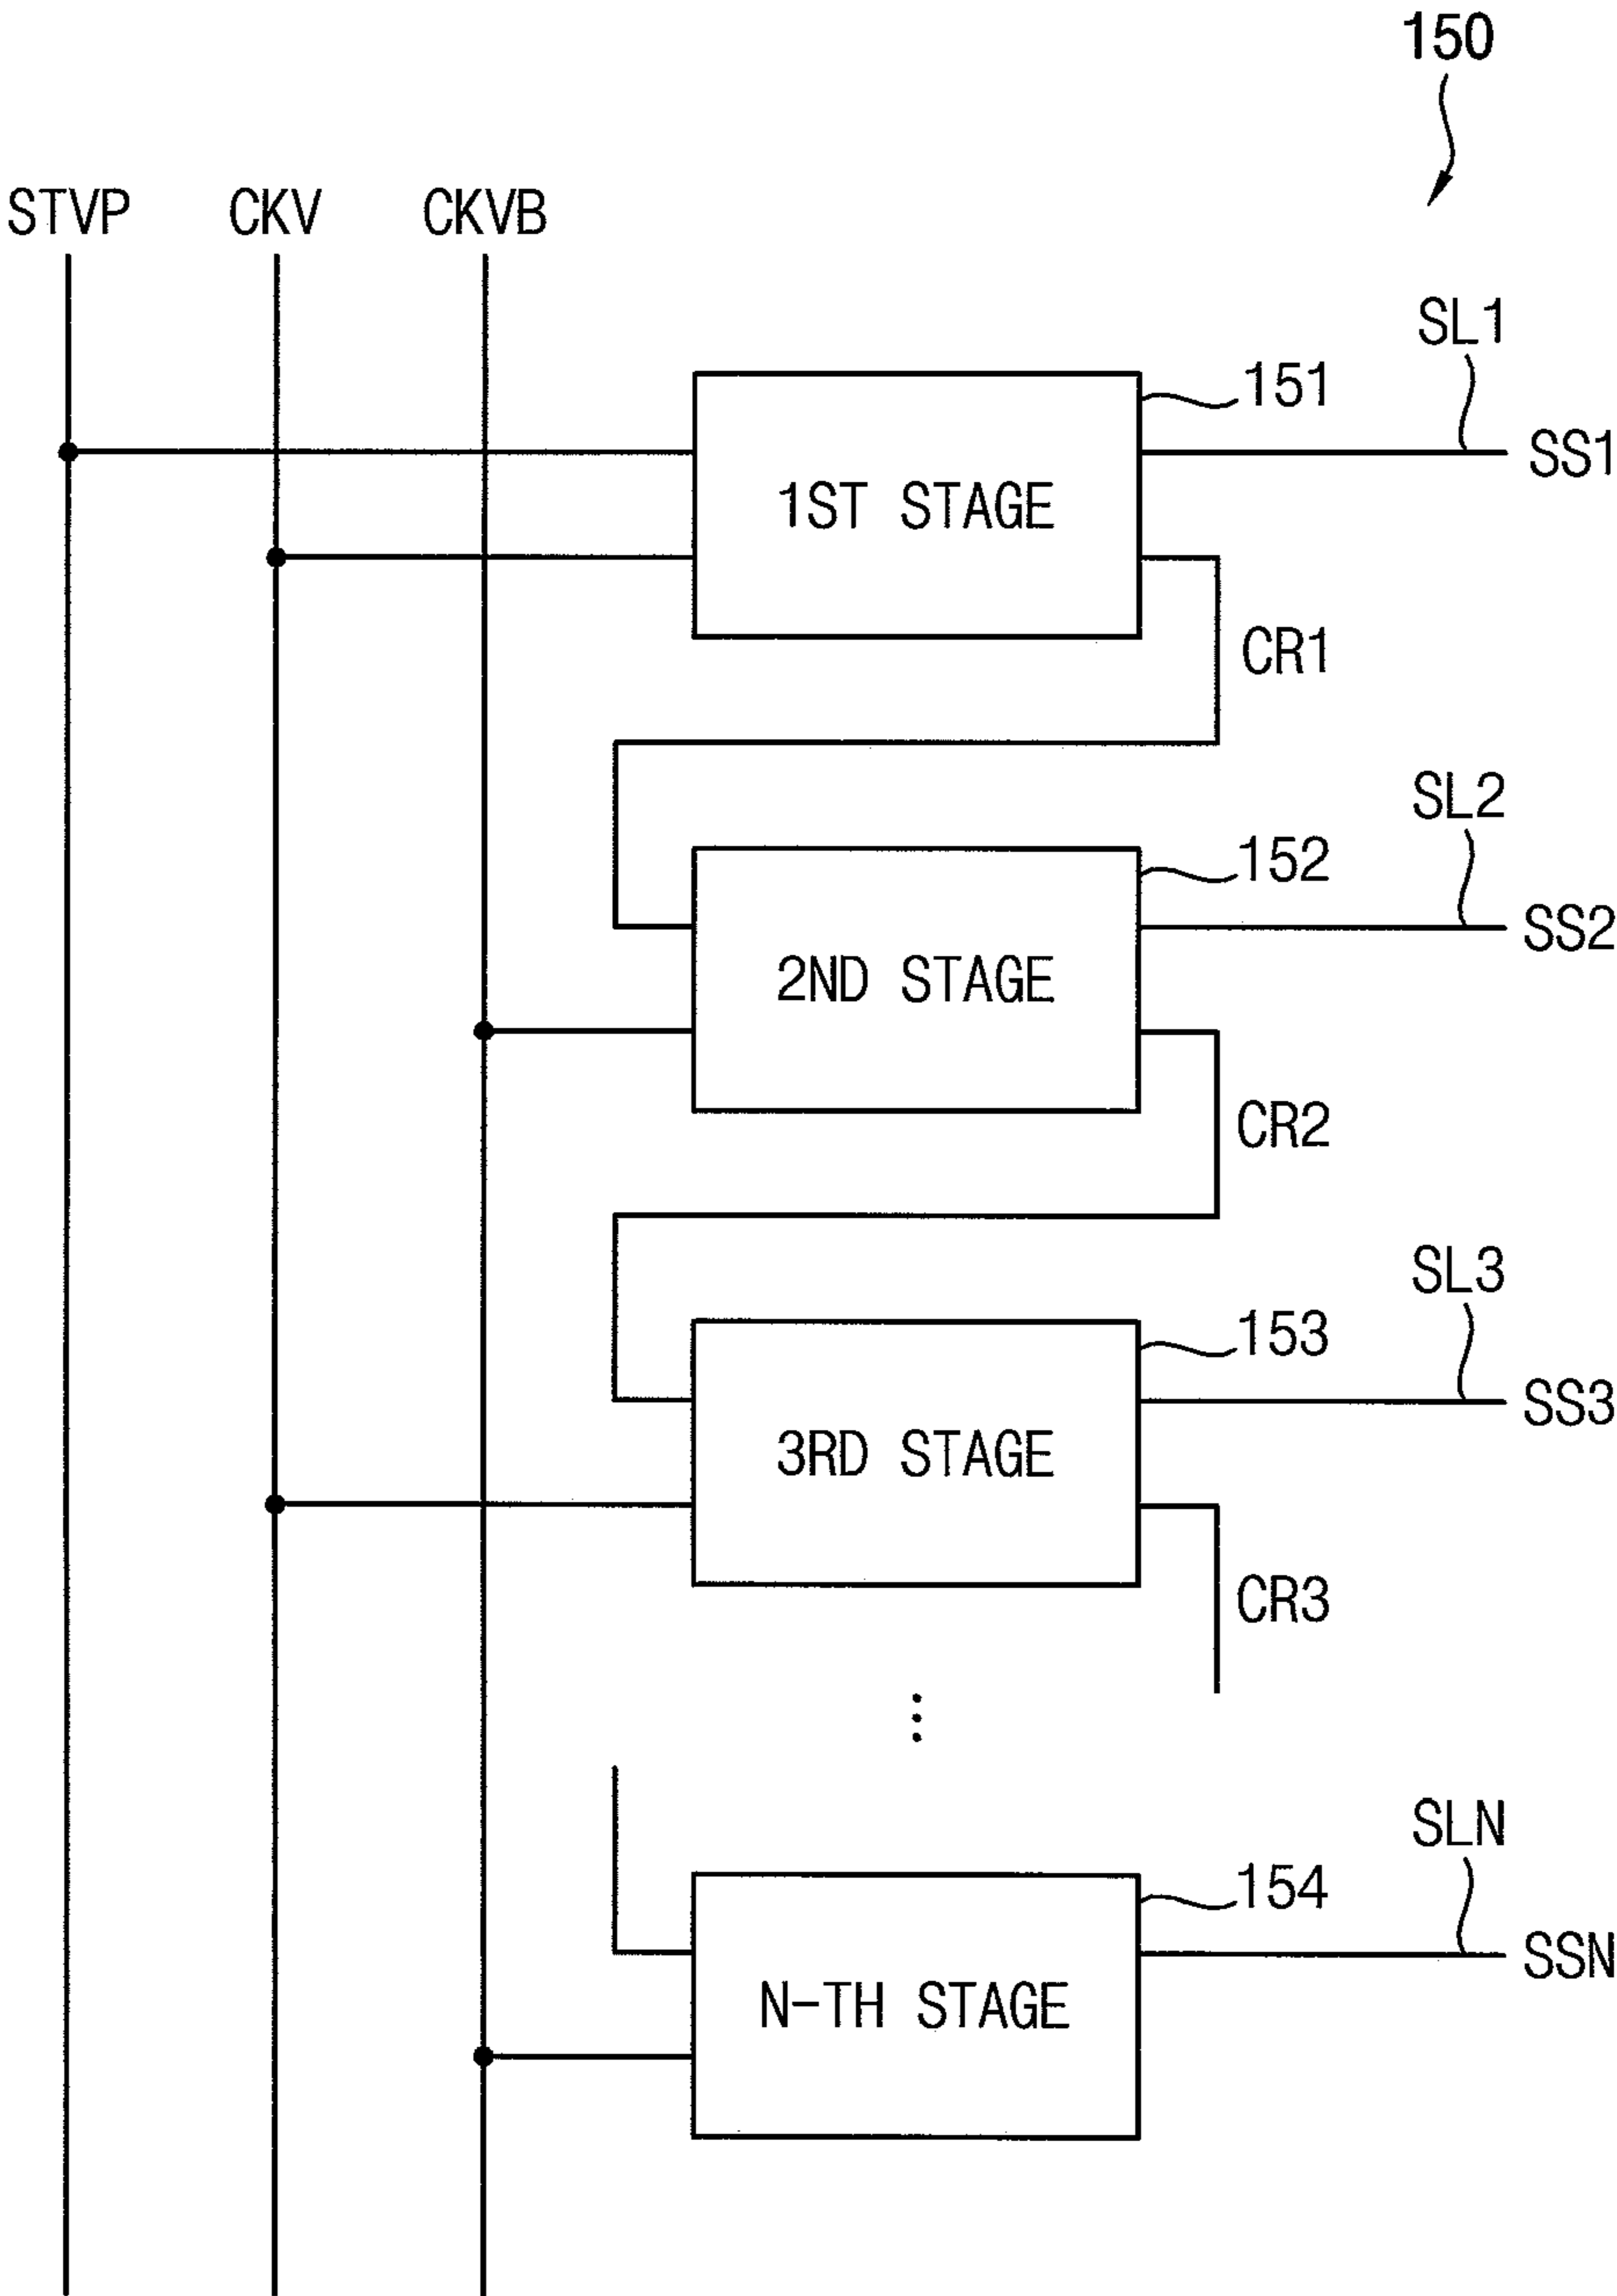 150
STVP CKV CKVB
SL1
151
SS1
1ST STAGE
CR1
SL2
152
SS2
2ND STAGE
CR2
SL3
153
SS3
3RD STAGE
CR3
SLN
154
SSN
N-TH STAGE